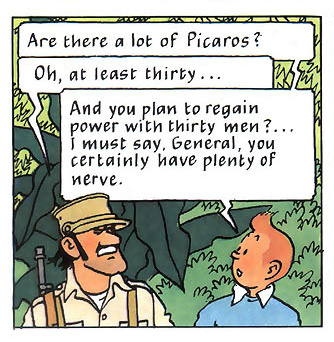 Are there a lot of Picaros?
Oh, at least thirty...
And you plan to regain
power with thirty men?...
I must say, General, you
certainly have plenty of
nerve.